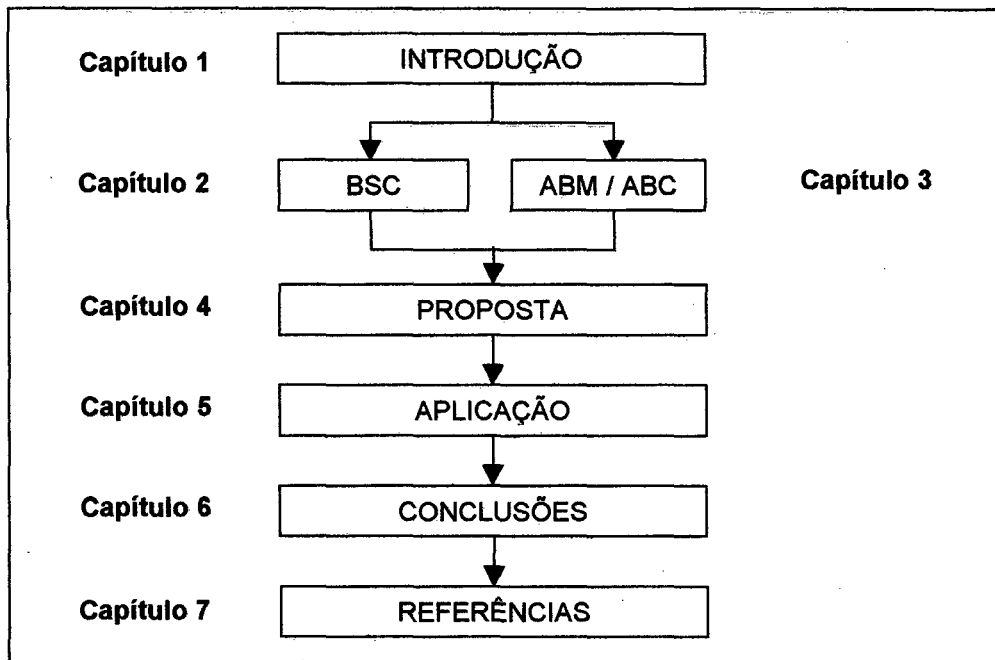 Capítulo 1 INTRODUÇÃO
Capítulo 2 BSC ABM / ABC Capítulo 3
Capítulo 4 PROPOSTA
Capítulo 5 APLICAÇÃO
Capítulo 6 CONCLUSÕES
Capítulo 7 REFERÊNCIAS